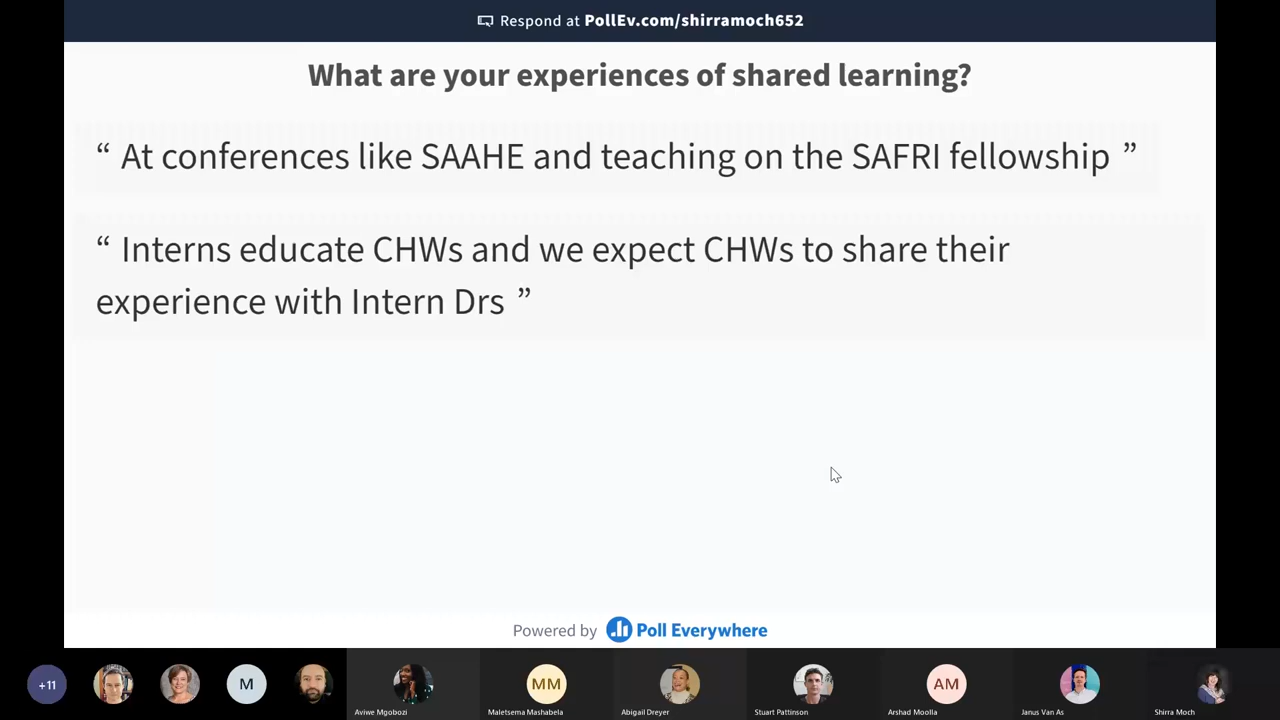 Respond at PollEv.com/shirramoch652
What are your experiences of shared learning?
“ At conferences like SAAHE and teaching on the SAFRI fellowship ”
“ Interns educate CHWs and we expect CHWs to share their
experience with Intern Drs ”
Powered by Poll Everywhere
+11 M MM AM
Aviwe Mgobozi Maletsema Mashabela Abigail Dreyer Stuart Pattinson Arshad Moolla Janus Van As Shirra Moch